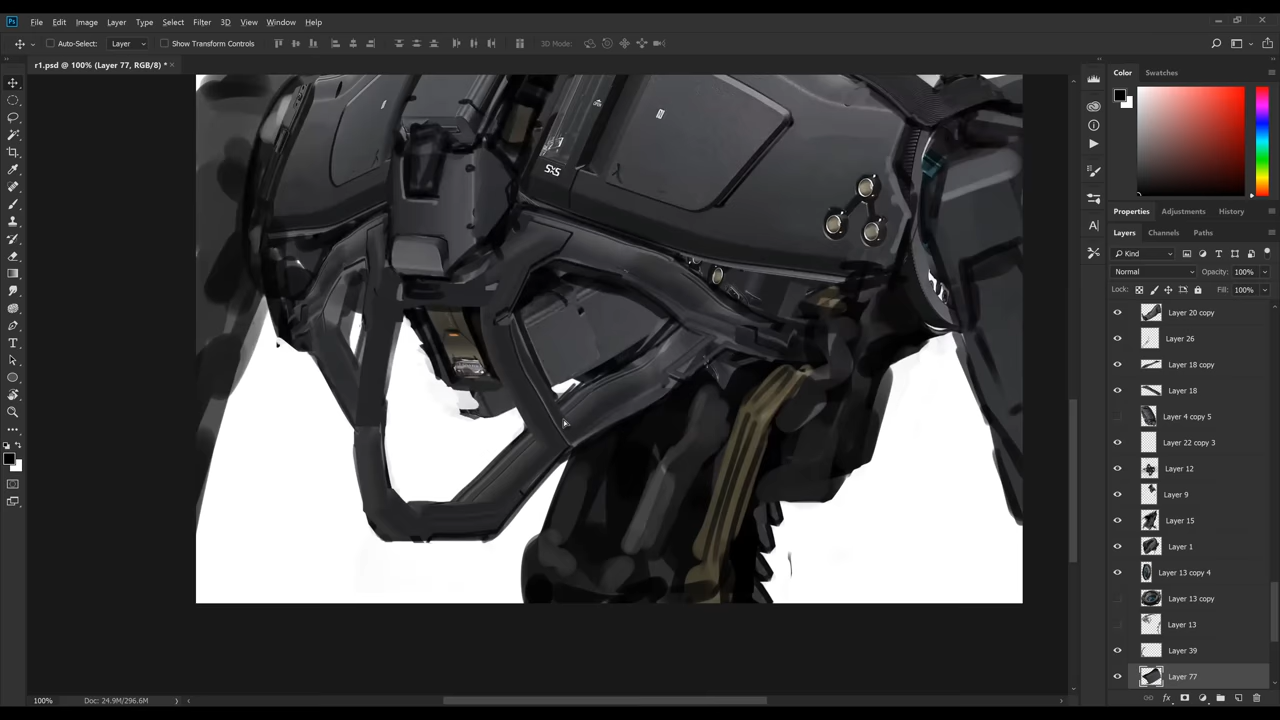 Ps File Edit Image Layer Type Select Filter 3D View Window Help
Auto-Select: Layer Show Transform Controls 3D Mode:
r1.psd @ 100% (Layer 77, RGB/8) * ×
SXS
Color Swatches
Properties Adjustments History
Layers Channels Paths
Kind
Normal Opacity: 100%
Lock: Fill: 100%
Layer 20 copy
Layer 26
Layer 18 copy
Layer 18
Layer 4 copy 5
Layer 22 copy 3
Layer 12
Layer 9
Layer 15
Layer 1
Layer 13 copy 4
Layer 13 copy
Layer 13
Layer 39
Layer 77
fx
100% Doc: 24.9M/296.6M